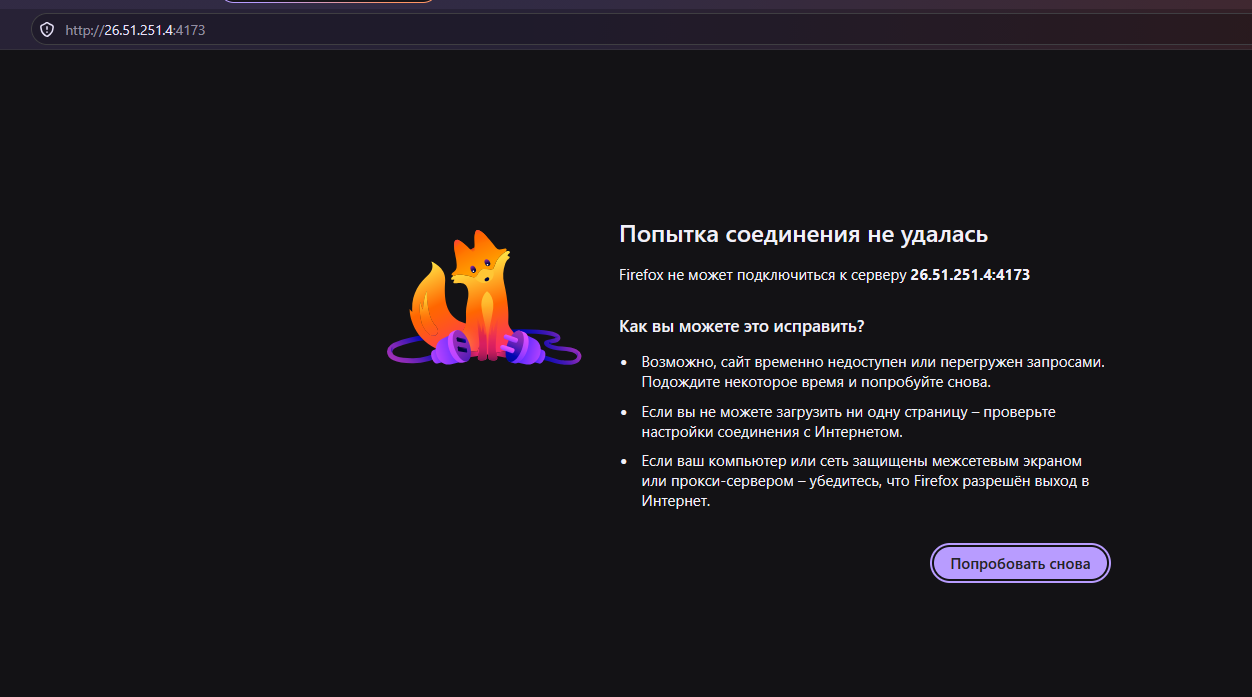 http://26.51.251.4:4173
Попытка соединения не удалась
Firefox не может подключиться к серверу 26.51.251.4:4173
Как вы можете это исправить?
• Возможно, сайт временно недоступен или перегружен запросами.
Подождите некоторое время и попробуйте снова.
• Если вы не можете загрузить ни одну страницу – проверьте
настройки соединения с Интернетом.
• Если ваш компьютер или сеть защищены межсетевым экраном
или прокси-сервером – убедитесь, что Firefox разрешён выход в
Интернет.
Попробовать снова